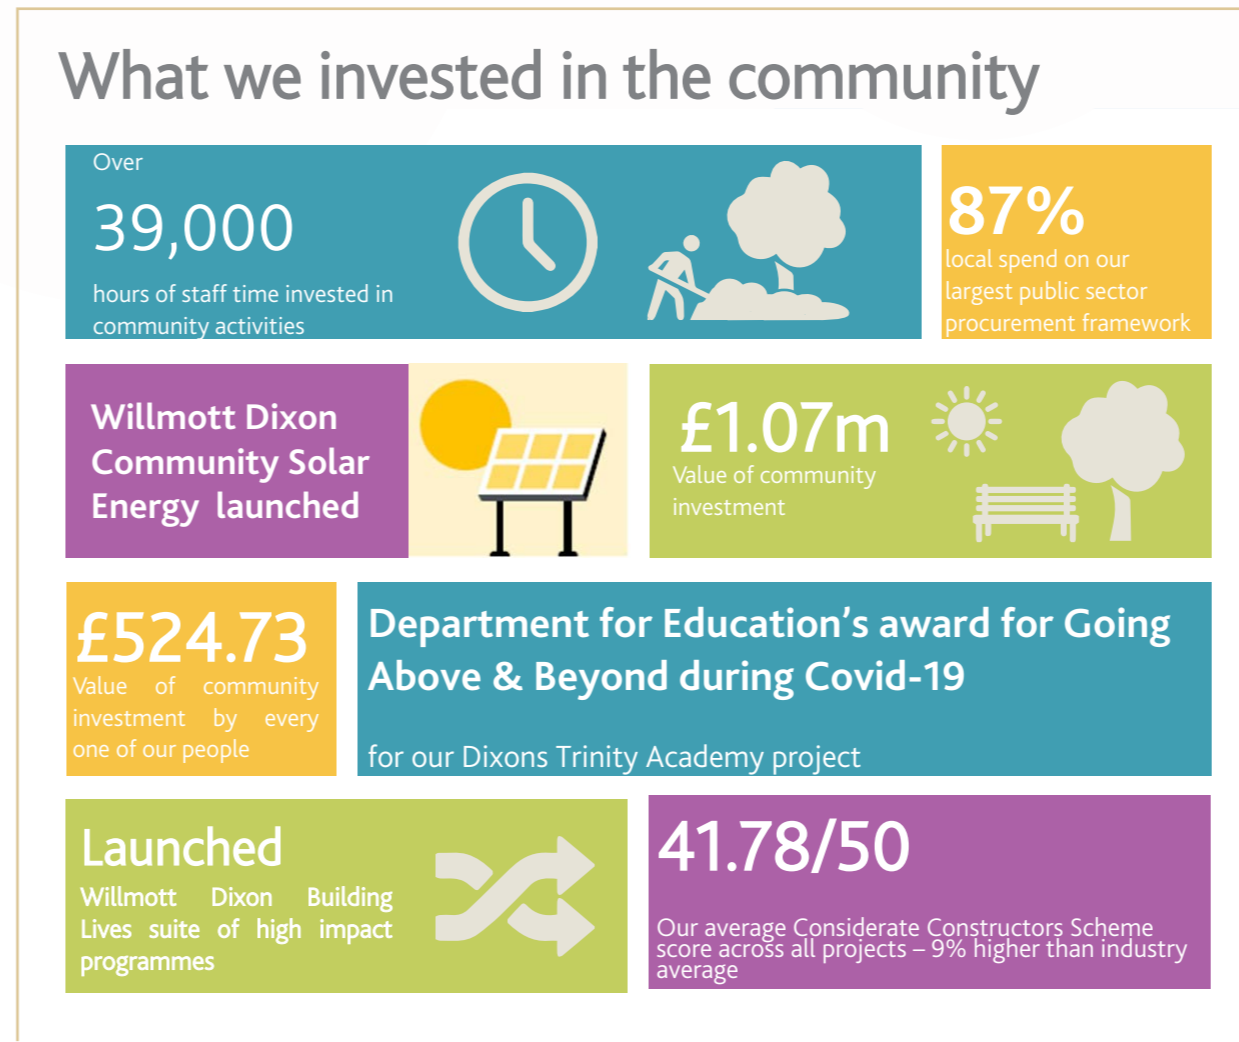 What we invested in the community
Over
39,000
hours of staff time invested in
community activities
87%
local spend on our
largest public sector
procurement framework
Willmott Dixon
Community Solar
Energy launched
£1.07m
Value of community
investment
£524.73
Value of community
investment by every
one of our people
Department for Education’s award for Going
Above & Beyond during Covid-19
for our Dixons Trinity Academy project
Launched
Willmott Dixon Building
Lives suite of high impact
programmes
41.78/50
Our average Considerate Constructors Scheme
score across all projects – 9% higher than industry
average